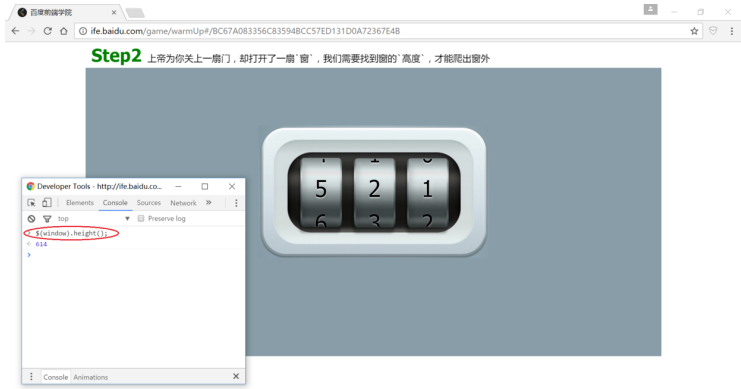 百度前端学院
ife.baidu.com/game/warmUp#/BC67A083356C83594BCC57ED131D0A72367E4B
Step2 上帝为你关上一扇门，却打开了一扇`窗`，我们需要找到窗的`高度`，才能爬出窗外
4 1 0
5 2 1
6 3 2
Developer Tools - http://ife.baidu.co...
Elements Console Sources Network »
top Preserve log
> $(window).height();
< 614
>
Console Animations